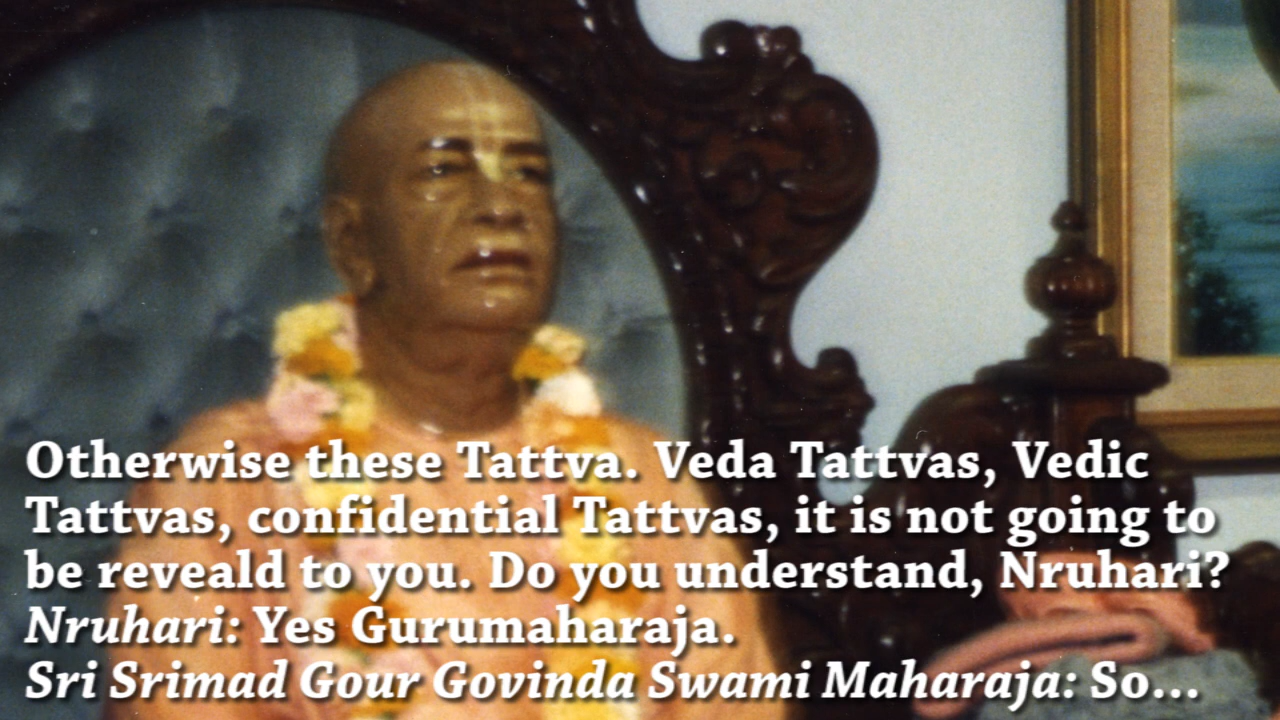 Otherwise these Tattva. Veda Tattvas, Vedic
Tattvas, confidential Tattvas, it is not going to
be reveald to you. Do you understand, Nruhari?
Nruhari: Yes Gurumaharaja.
Sri Srimad Gour Govinda Swami Maharaja: So...